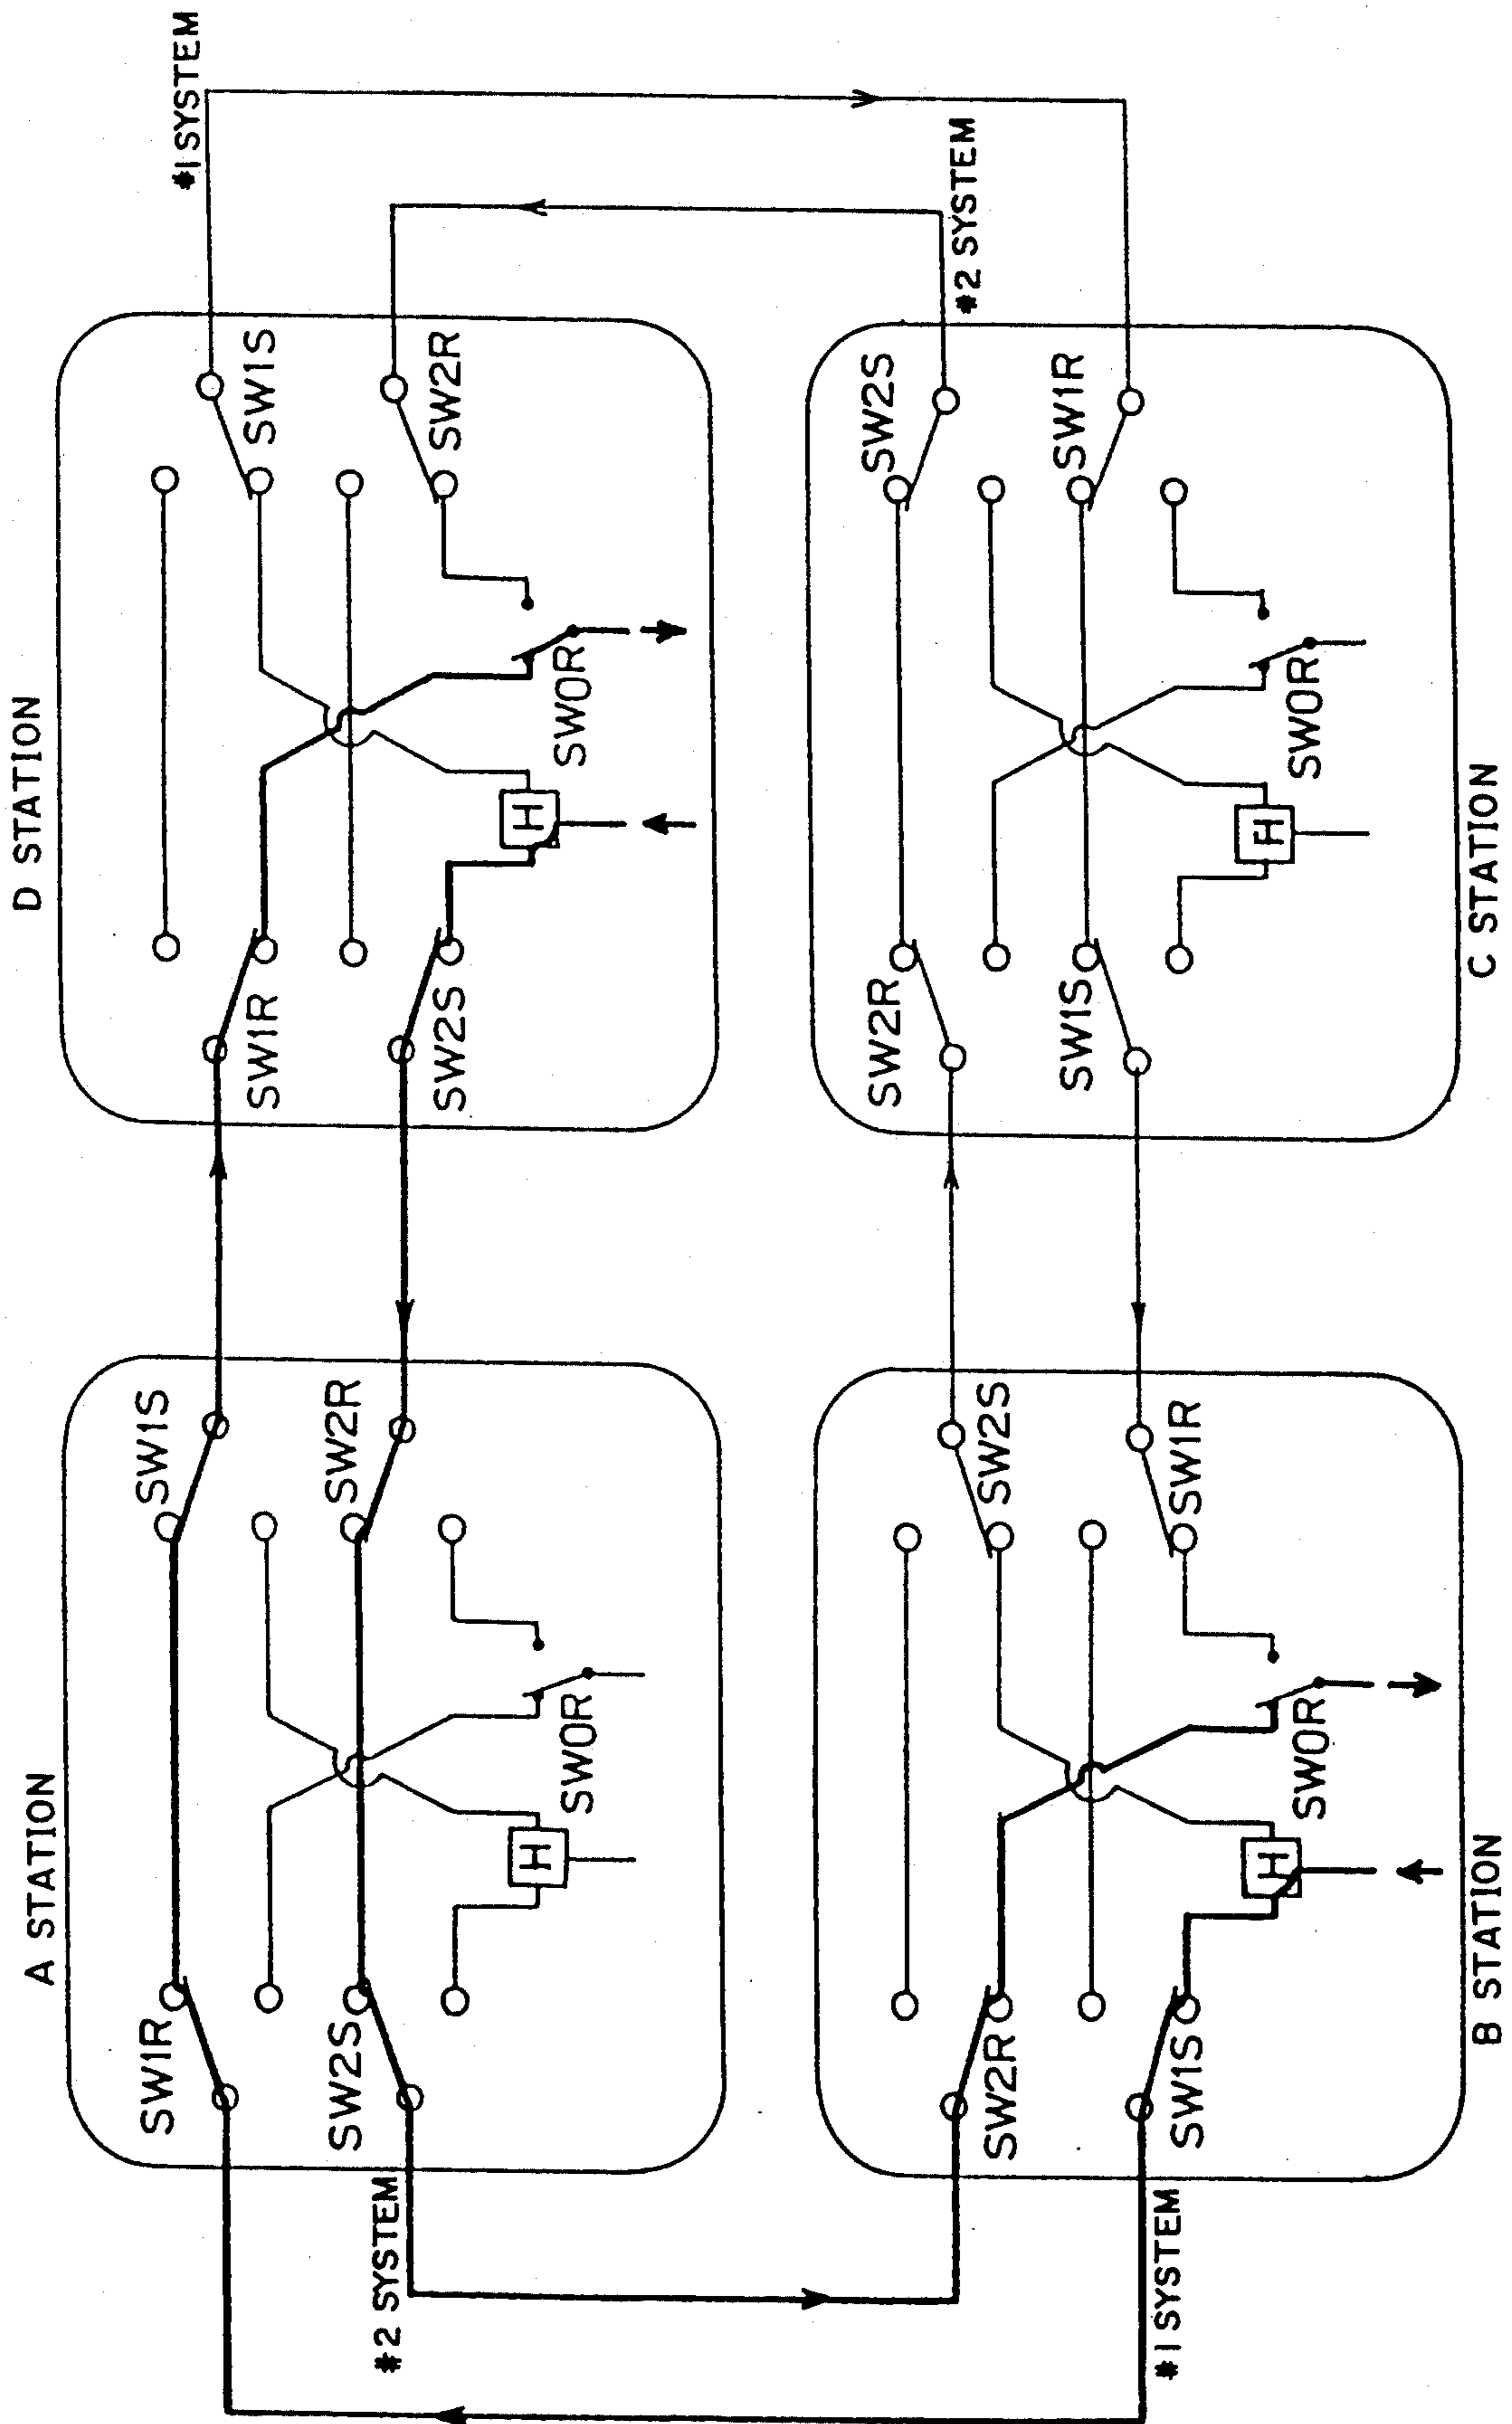 D STATION
#1 SYSTEM
SW1S
SW2R
SW0R
H
SW1R
SW2S
#2 SYSTEM
SW2S
SW1R
SW0R
H
SW2R
SW1S
C STATION
A STATION
SW1S
SW2R
SW0R
H
SW1R
SW2S
#2 SYSTEM
SW2S
SW1R
SW0R
H
SW2R
SW1S
#1 SYSTEM
B STATION